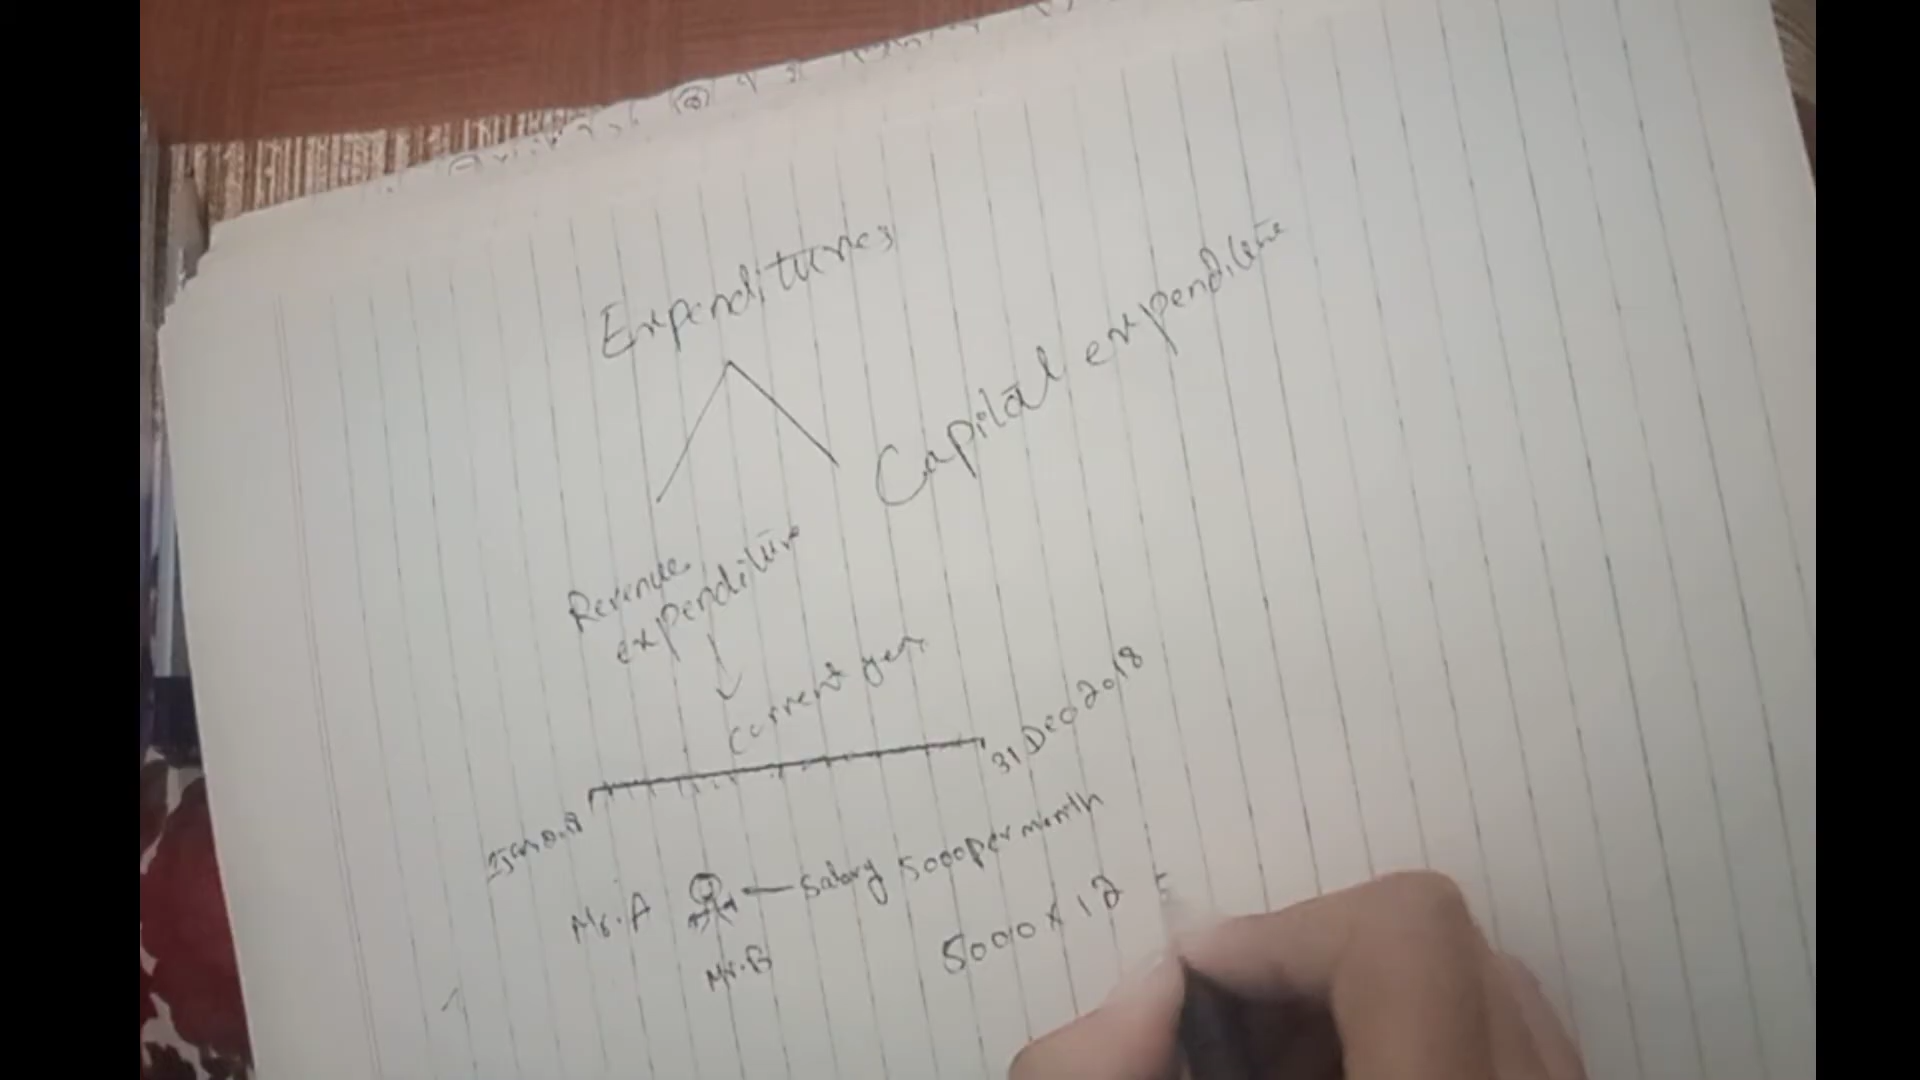 Expenditures
Capital expenditure
Revenue
expenditure
Current year
31 Dec 2018
Mr. A
Salary 5000 per month
Mr. B
5000 x 12 =